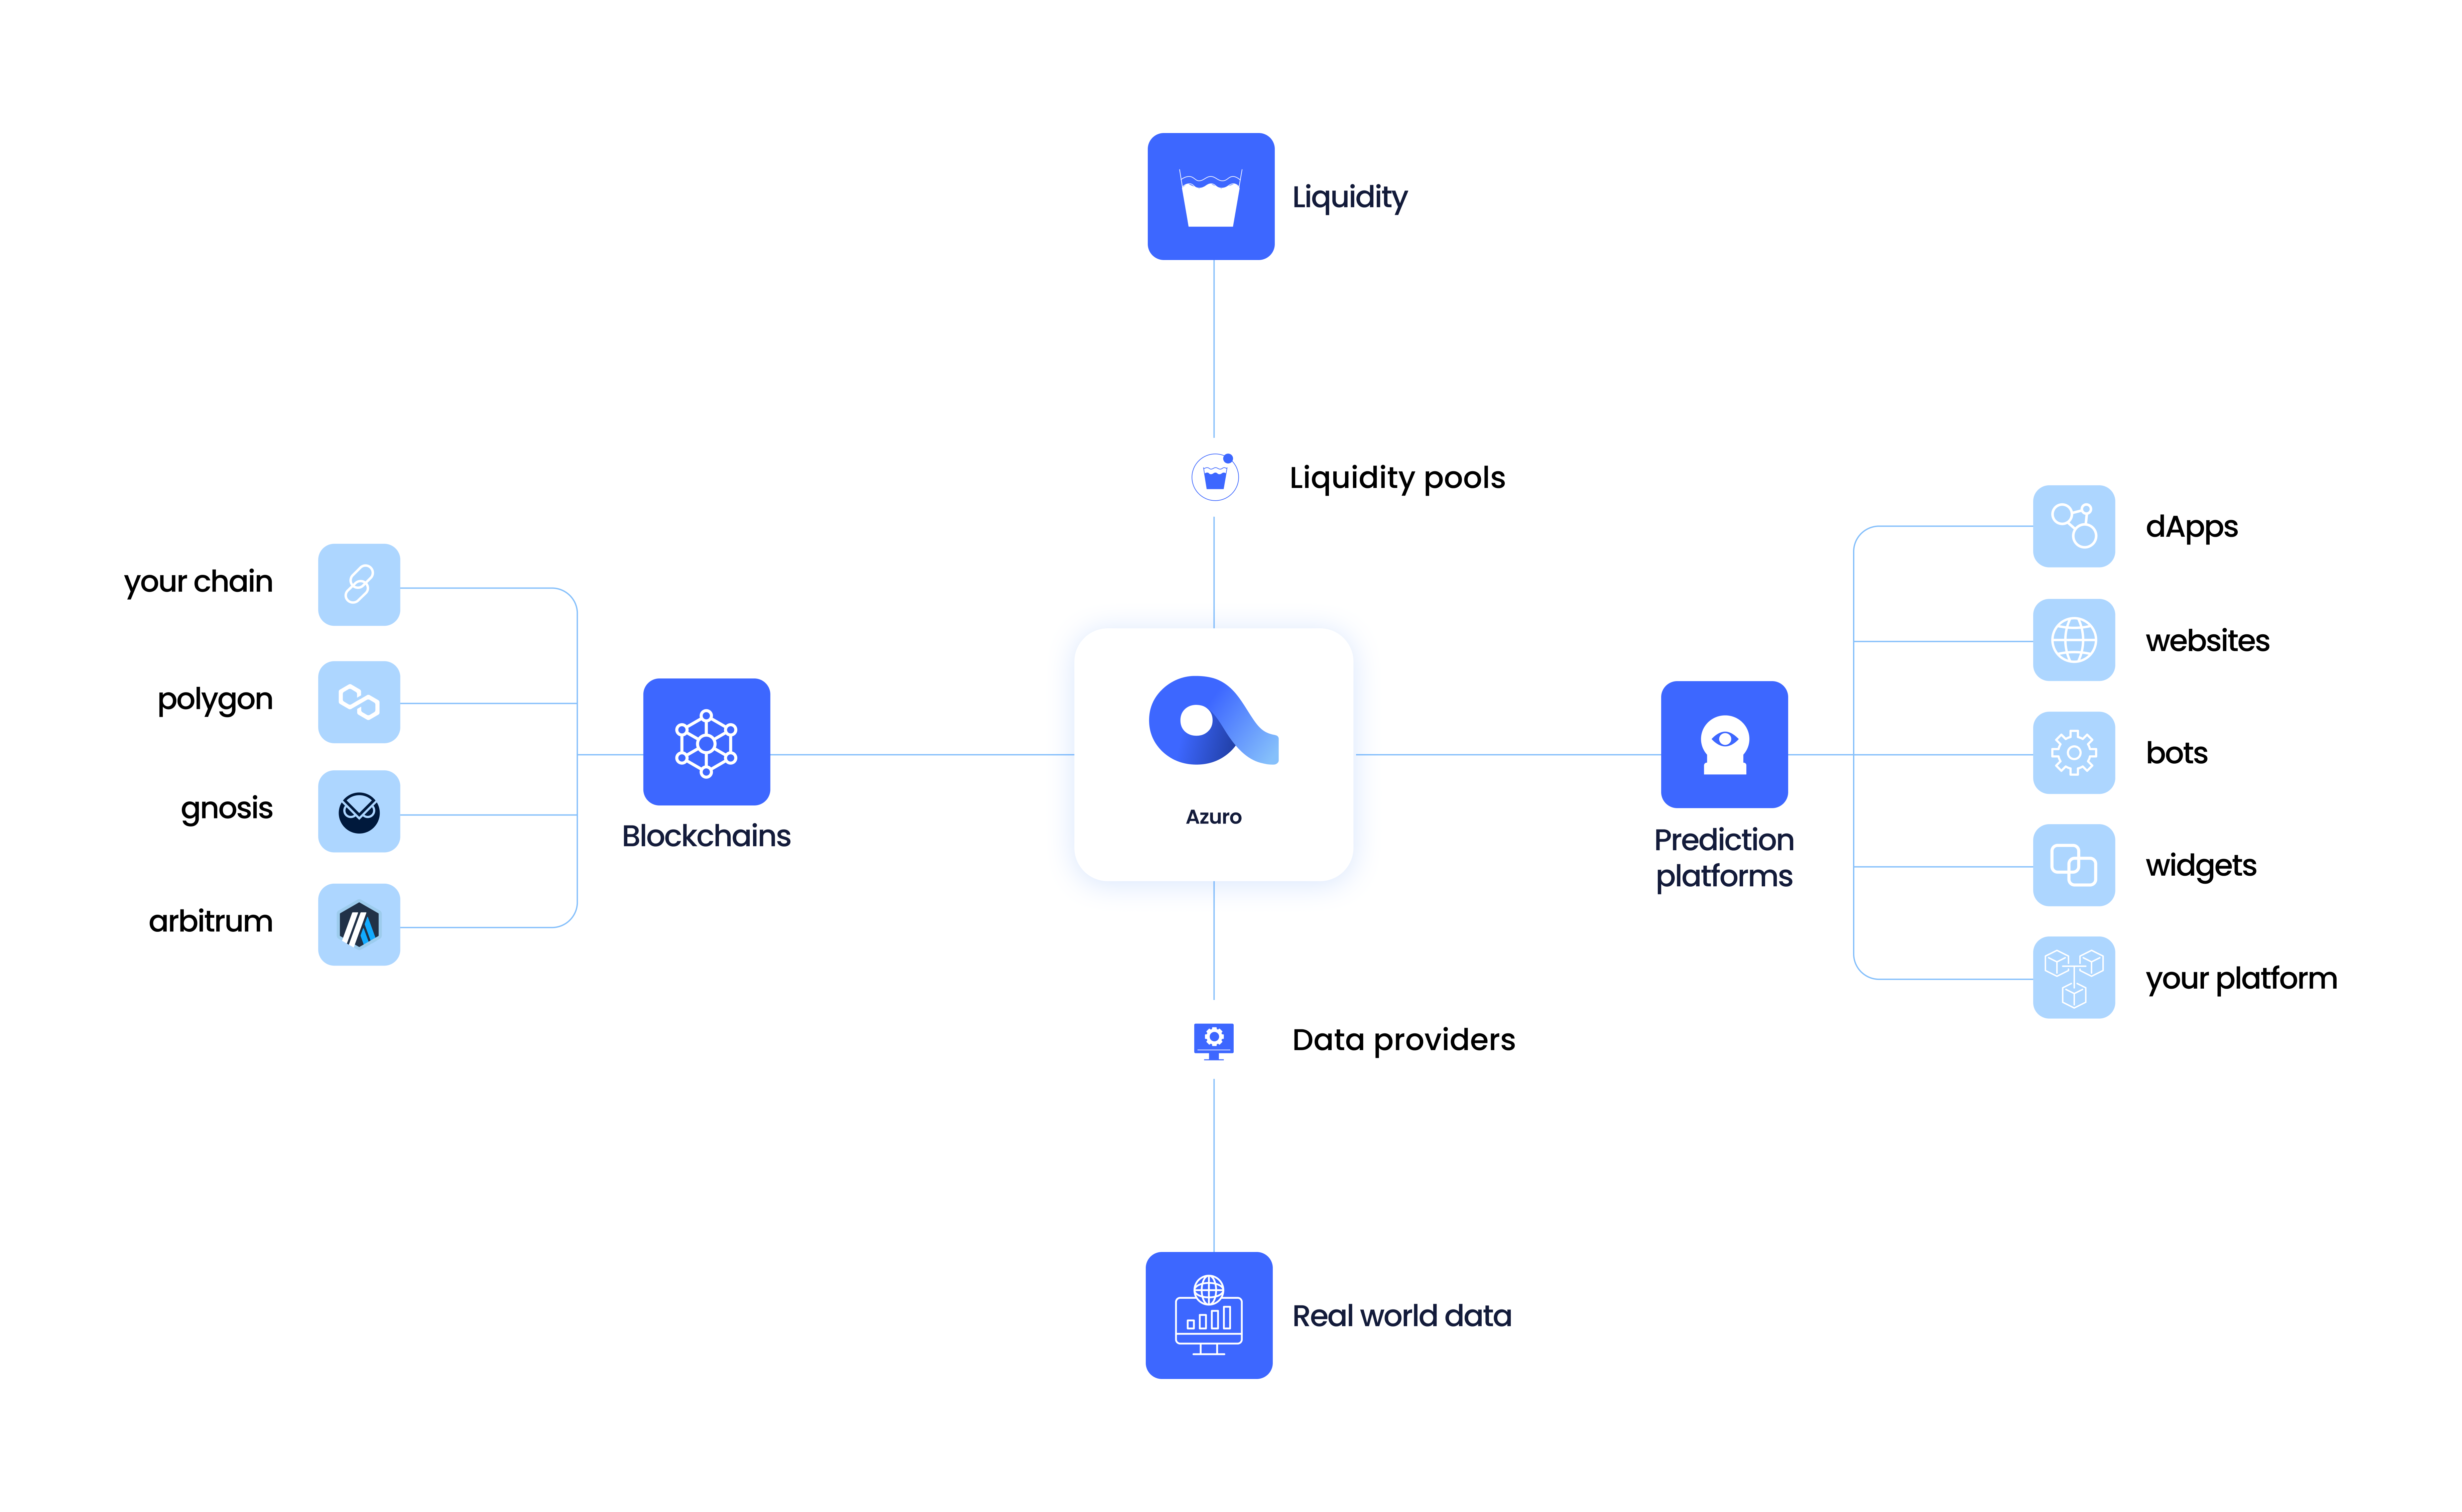 Liquidity
Liquidity pools
your chain
polygon
gnosis
arbitrum
Blockchains
Azuro
Prediction
platforms
dApps
websites
bots
widgets
your platform
Data providers
Real world data